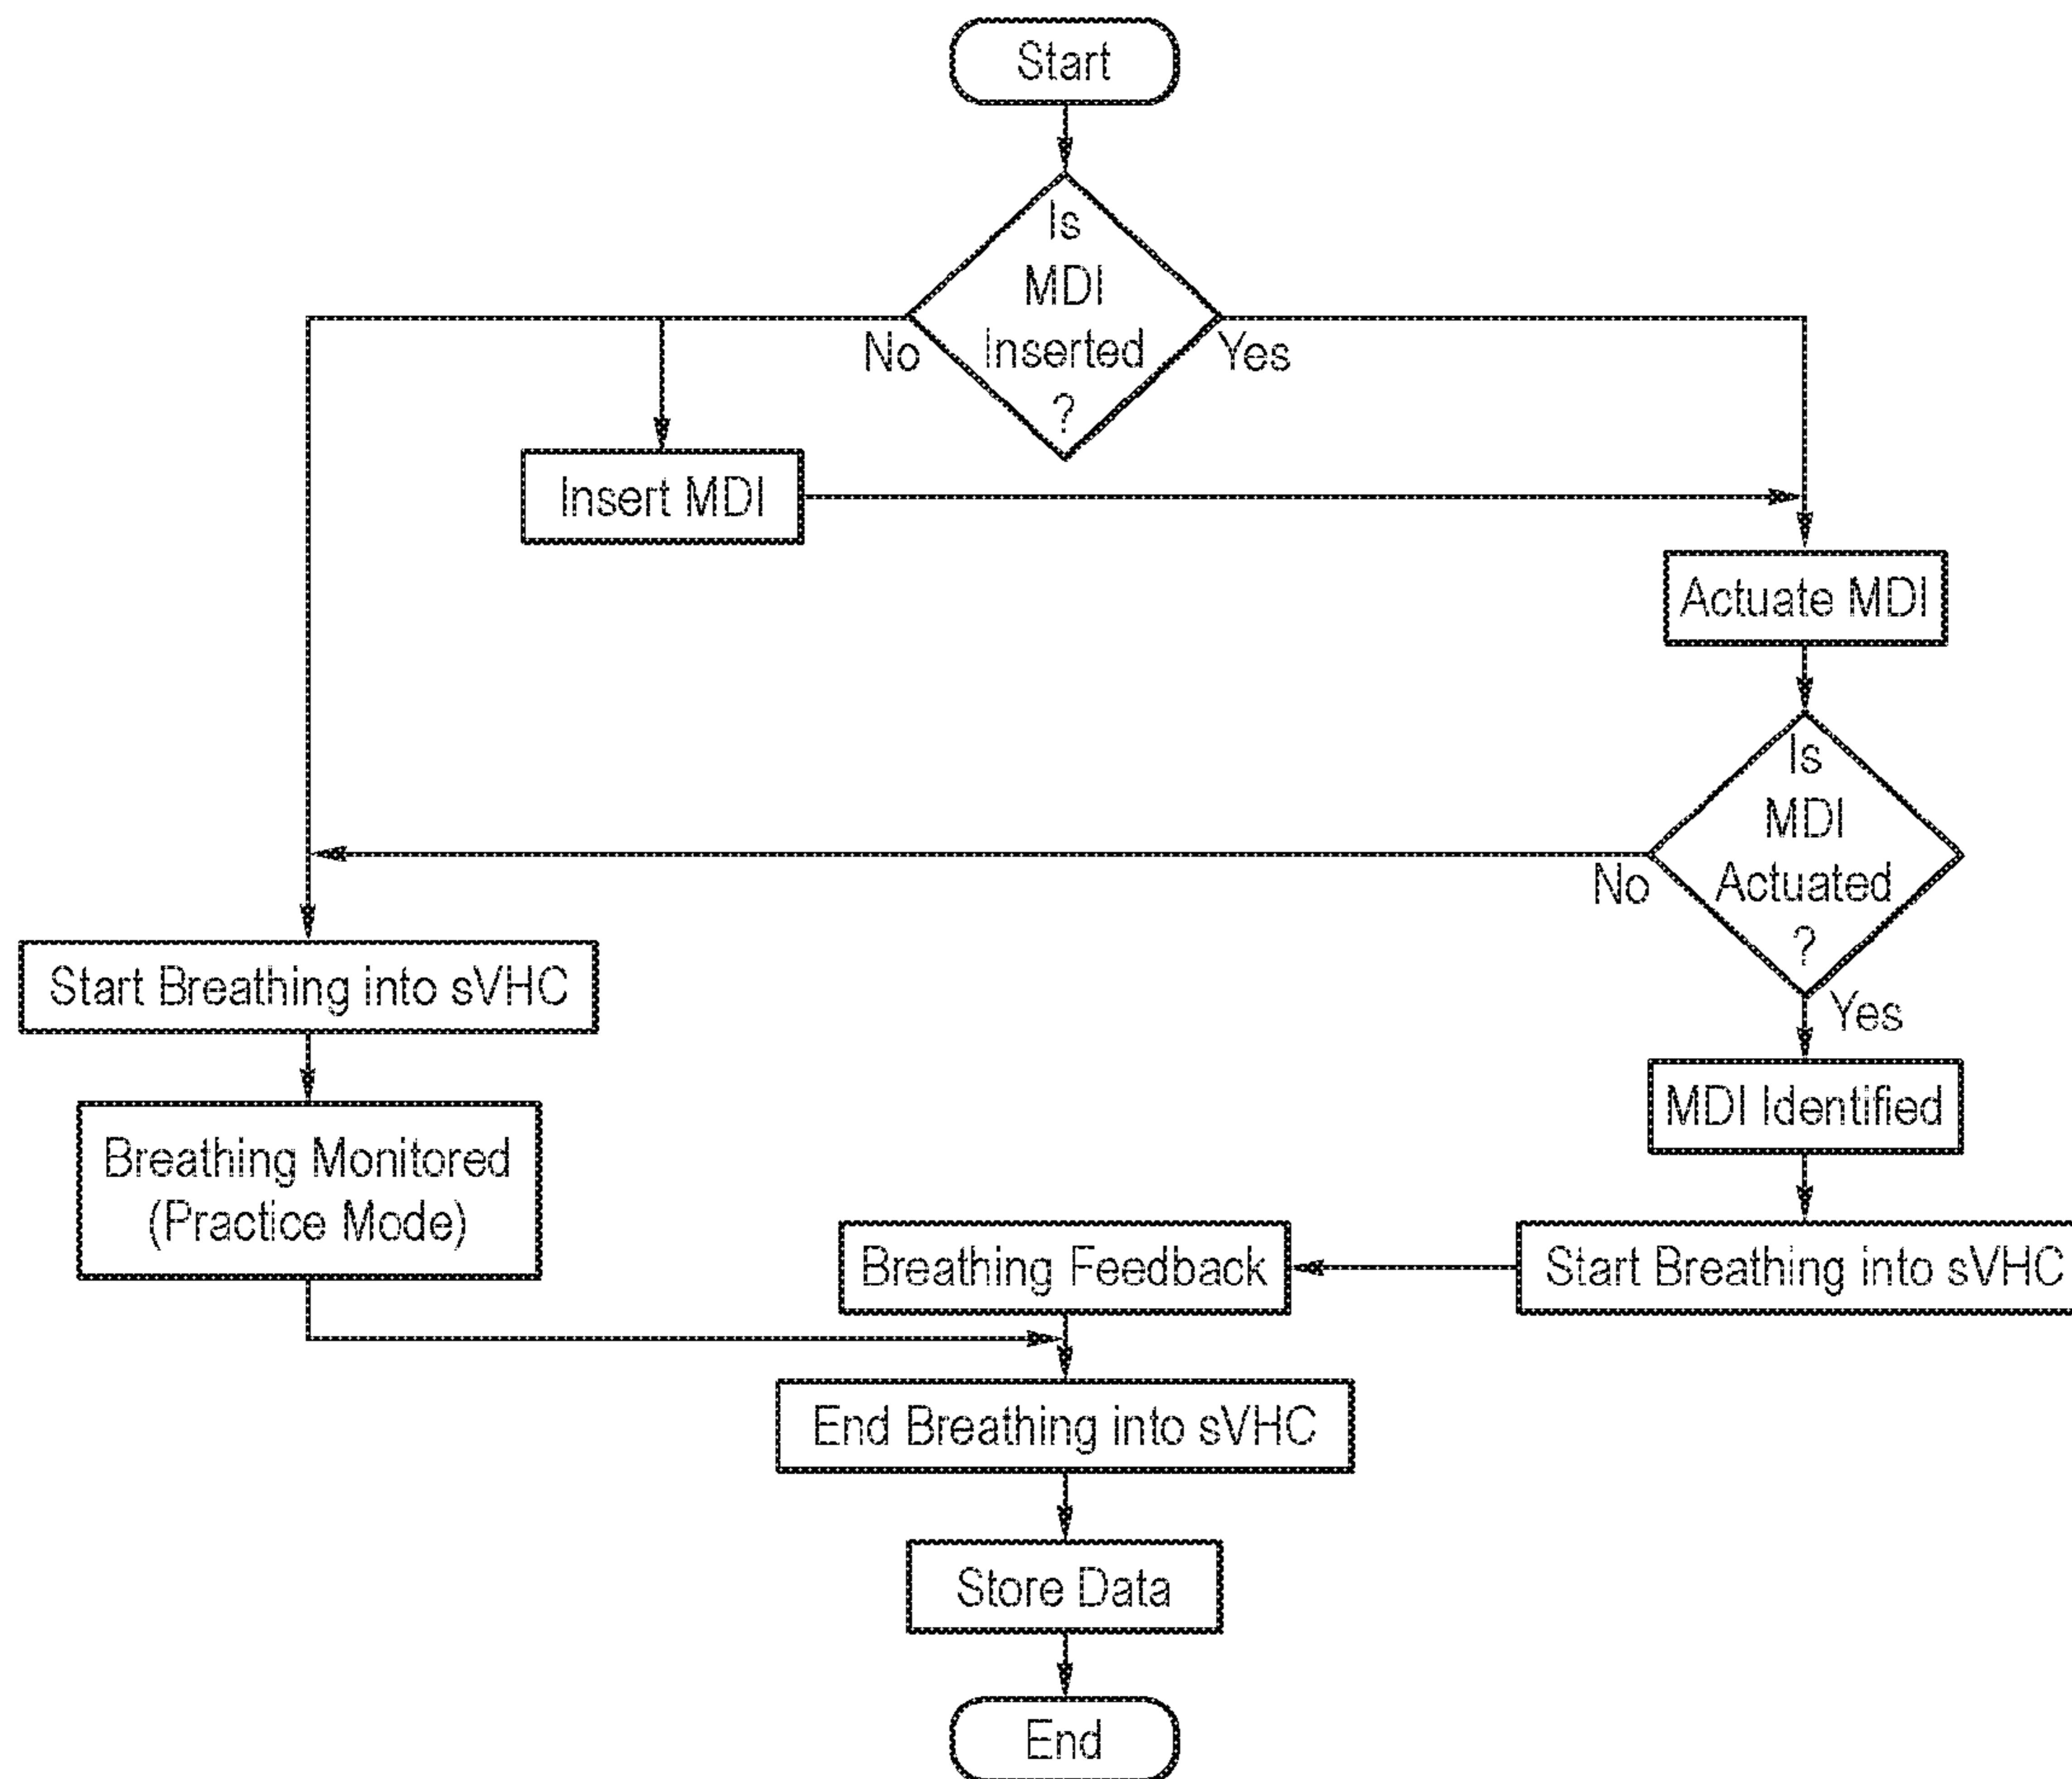 Start
Is
MDI
Inserted
?
No
Yes
Insert MDI
Actuate MDI
Is
MDI
Actuated
?
No
Yes
Start Breathing into sVHC
MDI Identified
Breathing Monitored
(Practice Mode)
Breathing Feedback
Start Breathing into sVHC
End Breathing into sVHC
Store Data
End